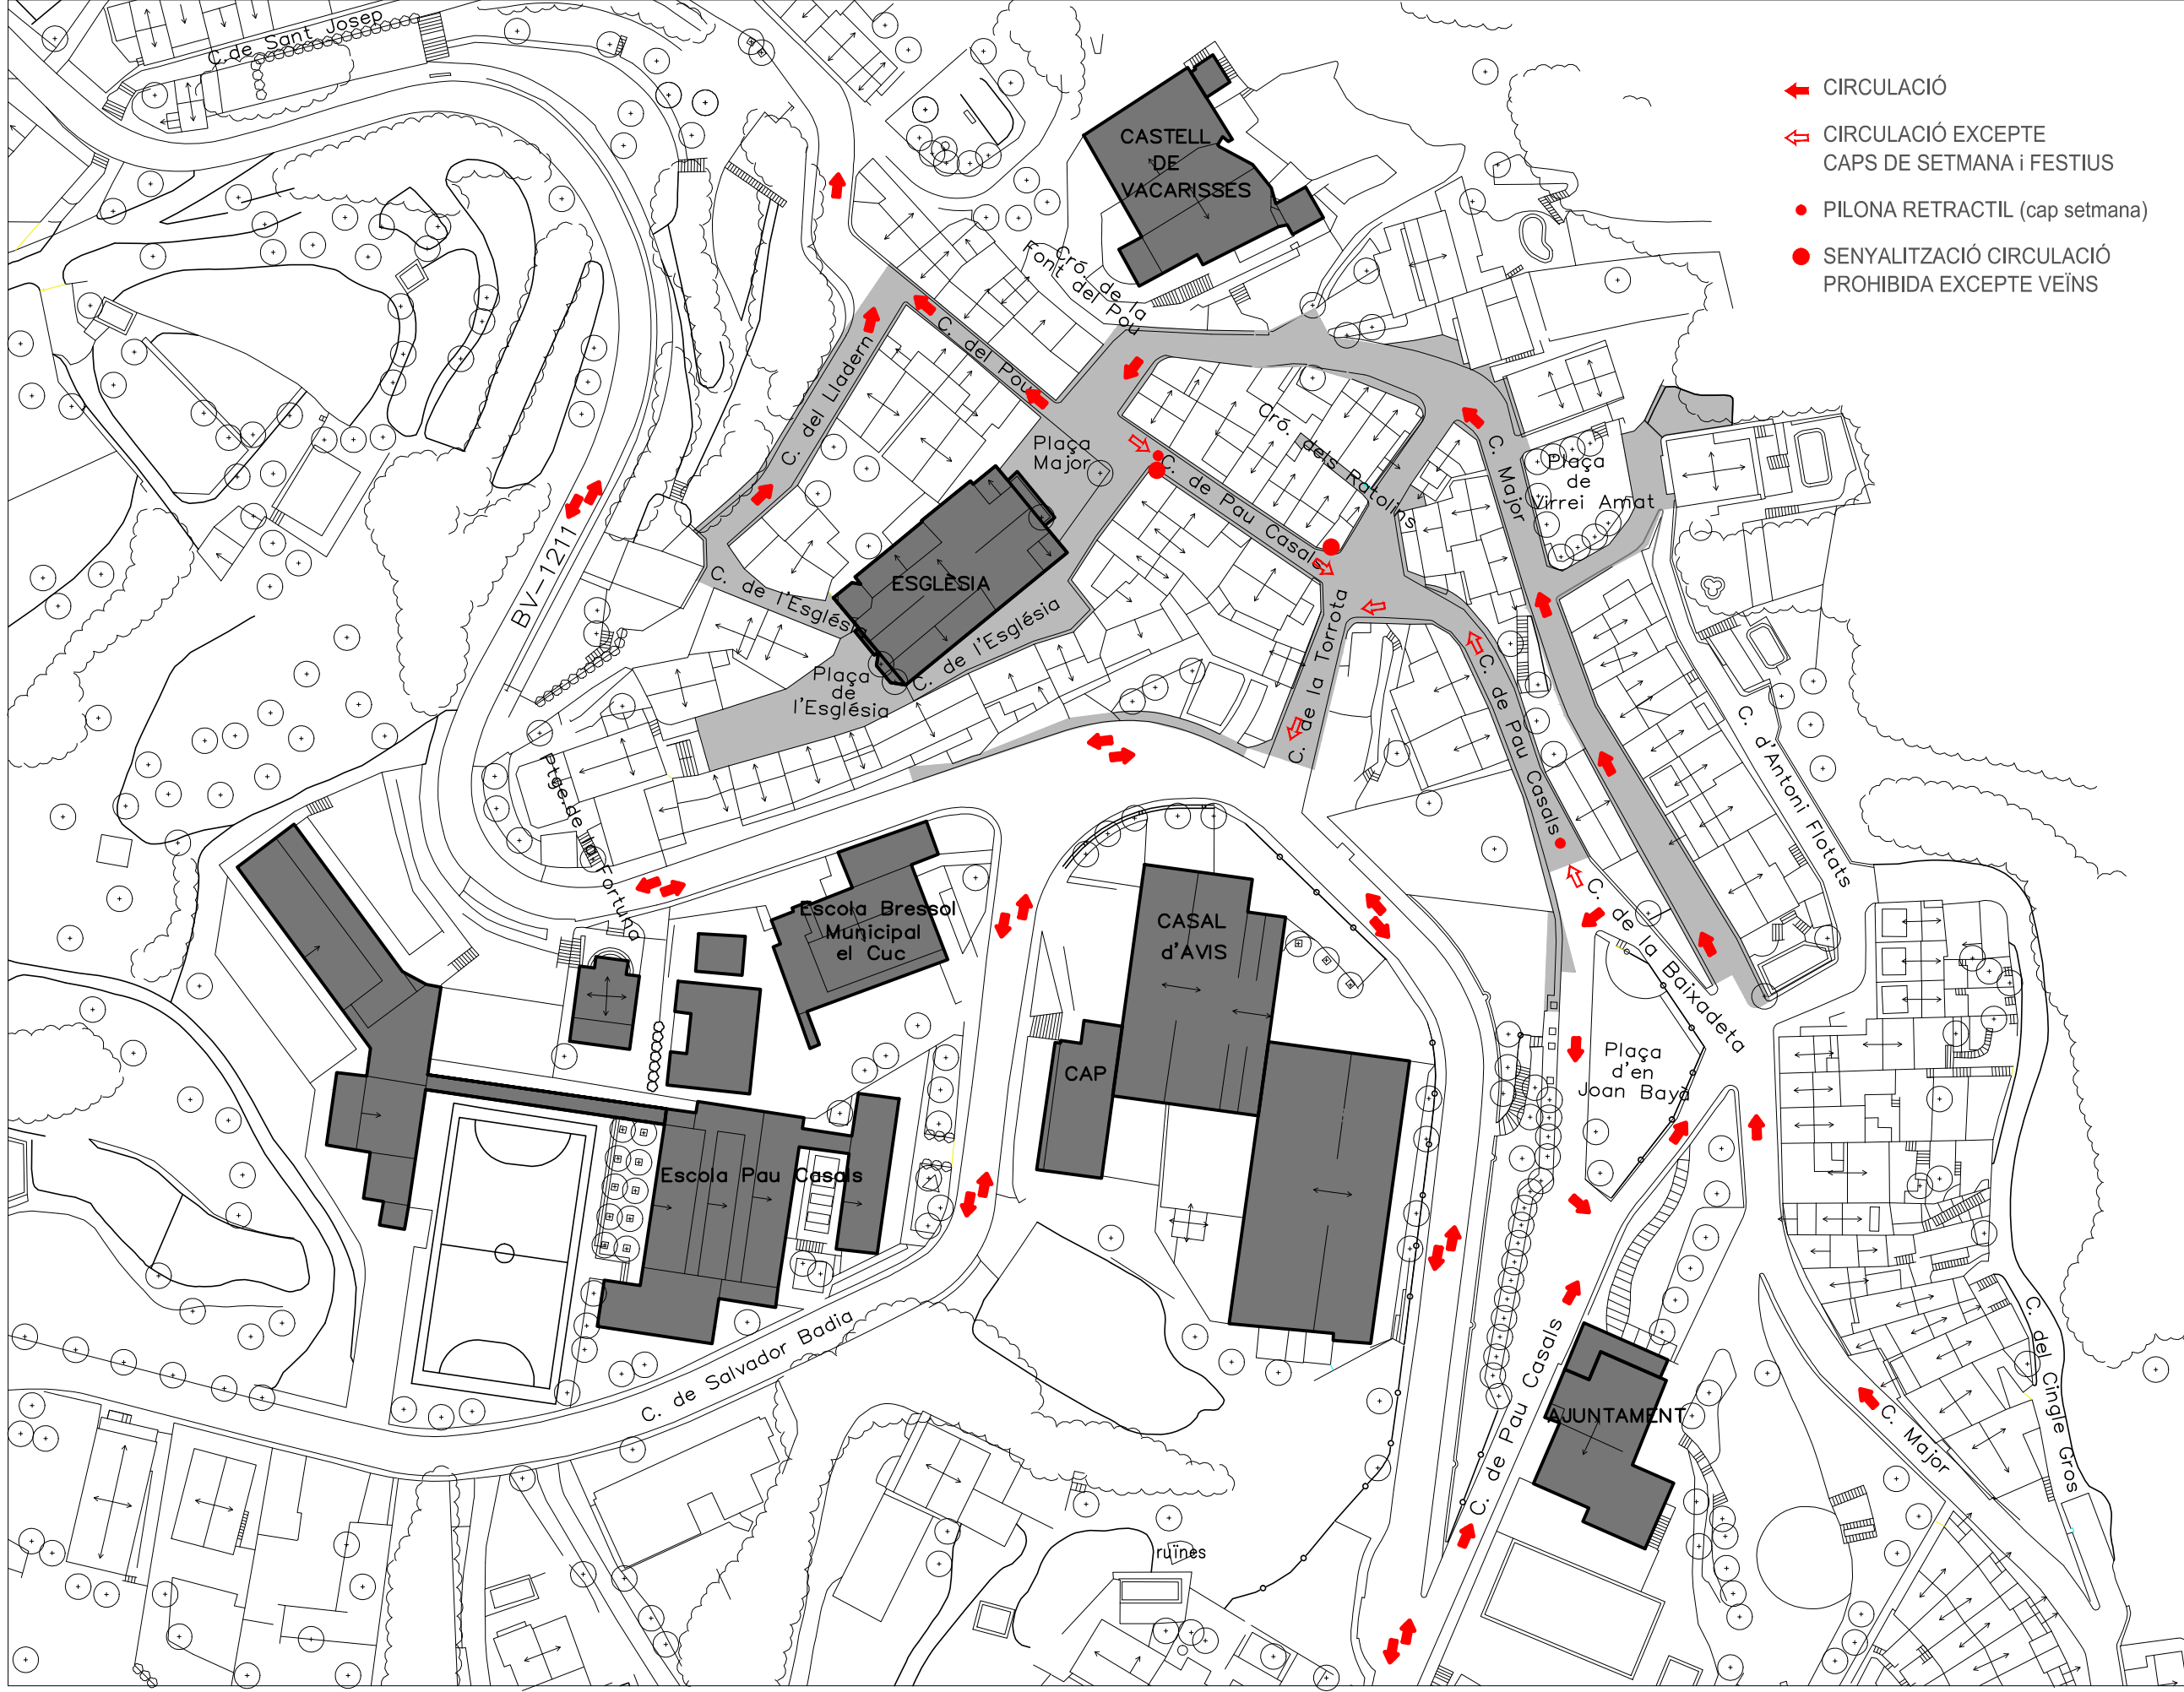 C.de Sant Josep
CIRCULACIÓ
CIRCULACIÓ EXCEPTE
CAPS DE SETMANA i FESTIUS
PILONA RETRACTIL (cap setmana)
SENYALITZACIÓ CIRCULACIÓ
PROHIBIDA EXCEPTE VEÏNS
CASTELL
DE
VACARISSES
Cró. de la
Font del Pou
C. del Pou
C. del Lladern
Plaça
Major
Cró. dels Ratolins
C. Major
Plaça
de
Virrei Amat
C. de Pau Casals
BV-1211
ESGLÈSIA
C. de l'Església
C. de l'Església
Plaça
de
l'Església
C. de la Torrota
C. de Pau Casals
C. d'Antoni Flotats
Ptge. de la Fortuna
Escola Bressol
Municipal
el Cuc
CASAL
d'AVIS
C. de la Baixadeta
CAP
Plaça
d'en
Joan Bayà
Escola Pau Casals
C. de Salvador Badia
C. de Pau Casals
AJUNTAMENT
C. Major
C. del Cingle Gros
ruïnes